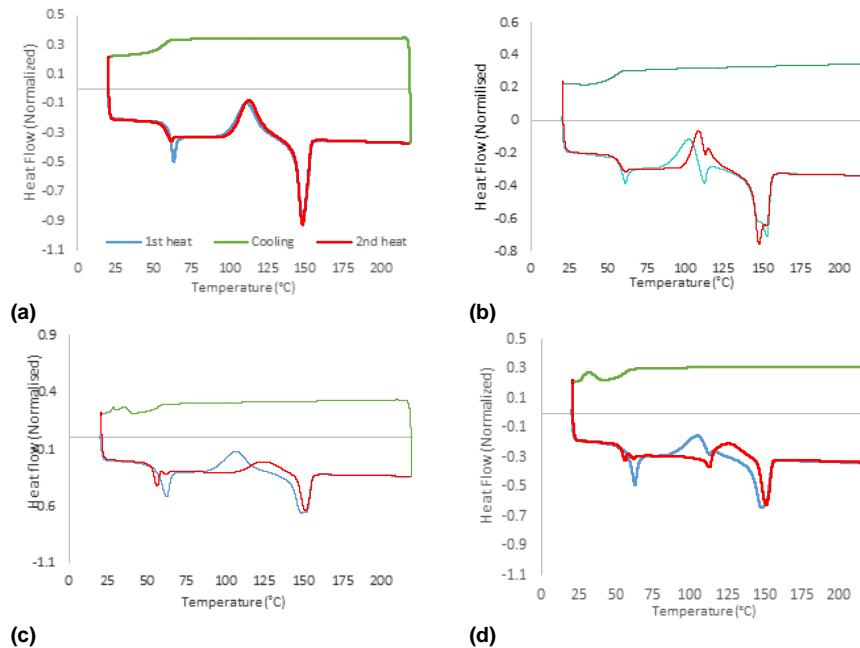 0.5
0.3
0.1
-0.1
-0.3
-0.5
-0.7
-0.9
-1.1
Heat Flow (Normalized)
1st heat Cooling 2nd heat
0 25 50 75 100 125 150 175 200
Temperature (°C)
(a)
0.6
0.4
0.2
0
-0.2
-0.4
-0.6
-0.8
Heat Flow (Normilised)
0 25 50 75 100 125 150 175 200
Temperature (°C)
(b)
0.9
0.4
-0.1
-0.6
-1.1
Heat flow (Normalised)
0 25 50 75 100 125 150 175 200
Temperature (°C)
(c)
0.5
0.3
0.1
-0.1
-0.3
-0.5
-0.7
-0.9
-1.1
Heat Flow (Normalized)
0 25 50 75 100 125 150 175 200
Temperature (°C)
(d)